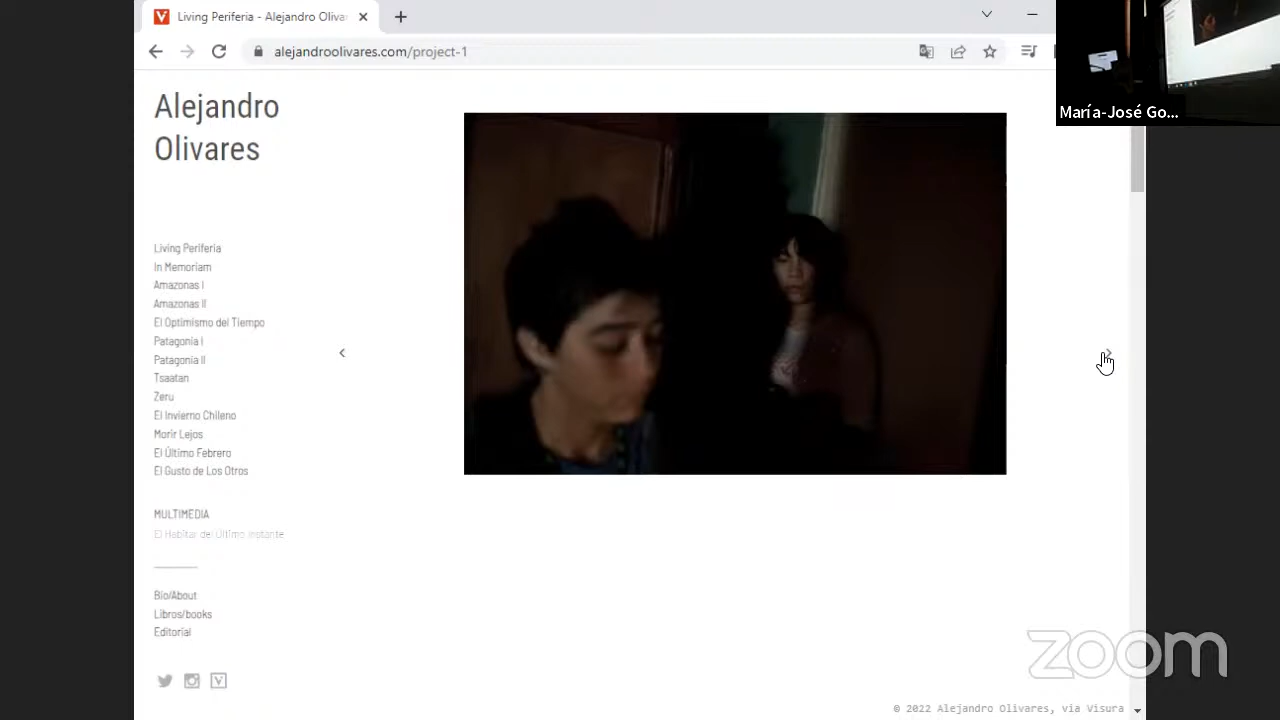 Living Periferia - Alejandro Oliva
alejandroolivares.com/project-1
María-José Go...
Alejandro
Olivares
Living Periferia
In Memoriam
Amazonas I
Amazonas II
El Optimismo del Tiempo
Patagonia I
Patagonia II
Tsaatan
Zeru
El Invierno Chileno
Morir Lejos
El Último Febrero
El Gusto de Los Otros
MULTIMEDIA
El Habitar del Último Instante
Bio/About
Libros/books
Editorial
zoom
© 2022 Alejandro Olivares, via Visura